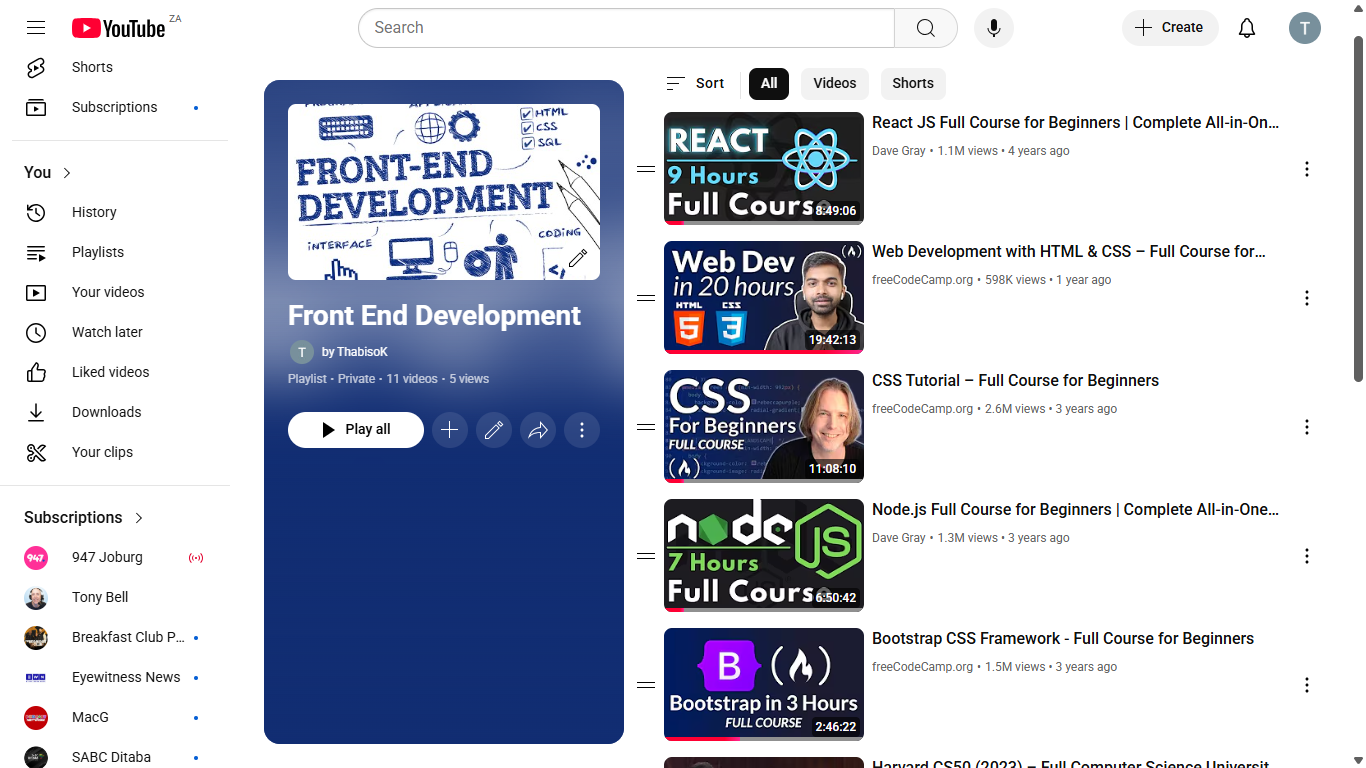 YouTube ZA
Search
Create
T
Shorts
Subscriptions
You
History
Playlists
Your videos
Watch later
Liked videos
Downloads
Your clips
Subscriptions
947 Joburg
Tony Bell
Breakfast Club P...
Eyewitness News
MacG
SABC Ditaba
HTML
CSS
SQL
FRONT-END
DEVELOPMENT
INTERFACE
CODING
Front End Development
T by ThabisoK
Playlist • Private • 11 videos • 5 views
Play all
Sort
All
Videos
Shorts
REACT
9 Hours
Full Cours
8:49:06
React JS Full Course for Beginners | Complete All-in-On...
Dave Gray • 1.1M views • 4 years ago
Web Dev
in 20 hours
HTML CSS
5 3
19:42:13
Web Development with HTML & CSS – Full Course for...
freeCodeCamp.org • 598K views • 1 year ago
CSS
For Beginners
FULL COURSE
11:08:10
CSS Tutorial – Full Course for Beginners
freeCodeCamp.org • 2.6M views • 3 years ago
node
JS
7 Hours
Full Cours
6:50:42
Node.js Full Course for Beginners | Complete All-in-One...
Dave Gray • 1.3M views • 3 years ago
B
Bootstrap in 3 Hours
FULL COURSE
2:46:22
Bootstrap CSS Framework - Full Course for Beginners
freeCodeCamp.org • 1.5M views • 3 years ago
Harvard CS50 (2023) – Full Computer Science Universit